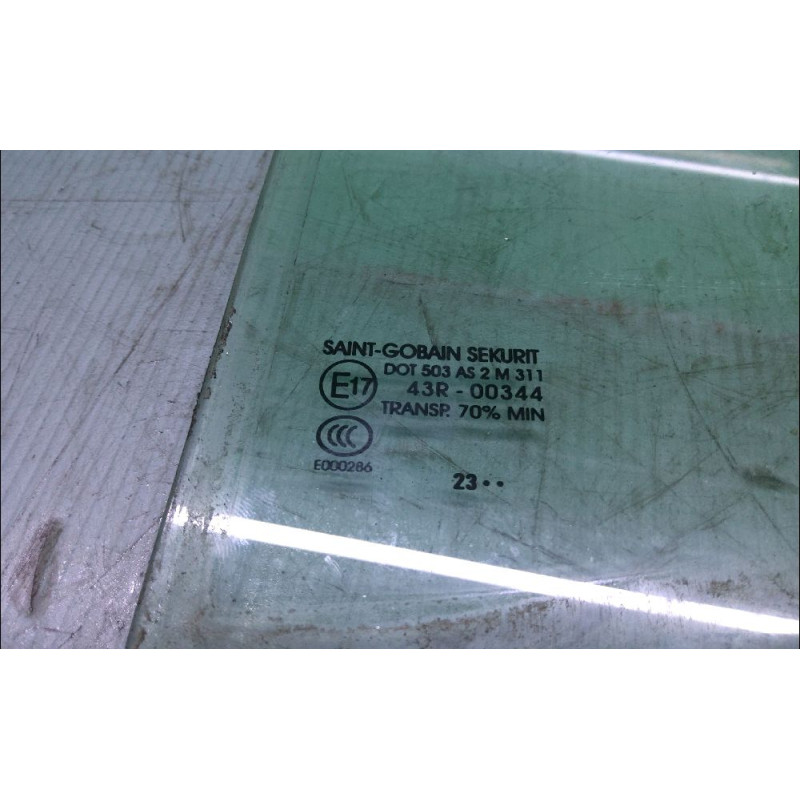 SAINT-GOBAIN SEKURIT
DOT 503 AS 2 M 311
E17
43R - 00344
TRANSP. 70% MIN
CCC
E000286
23 • •